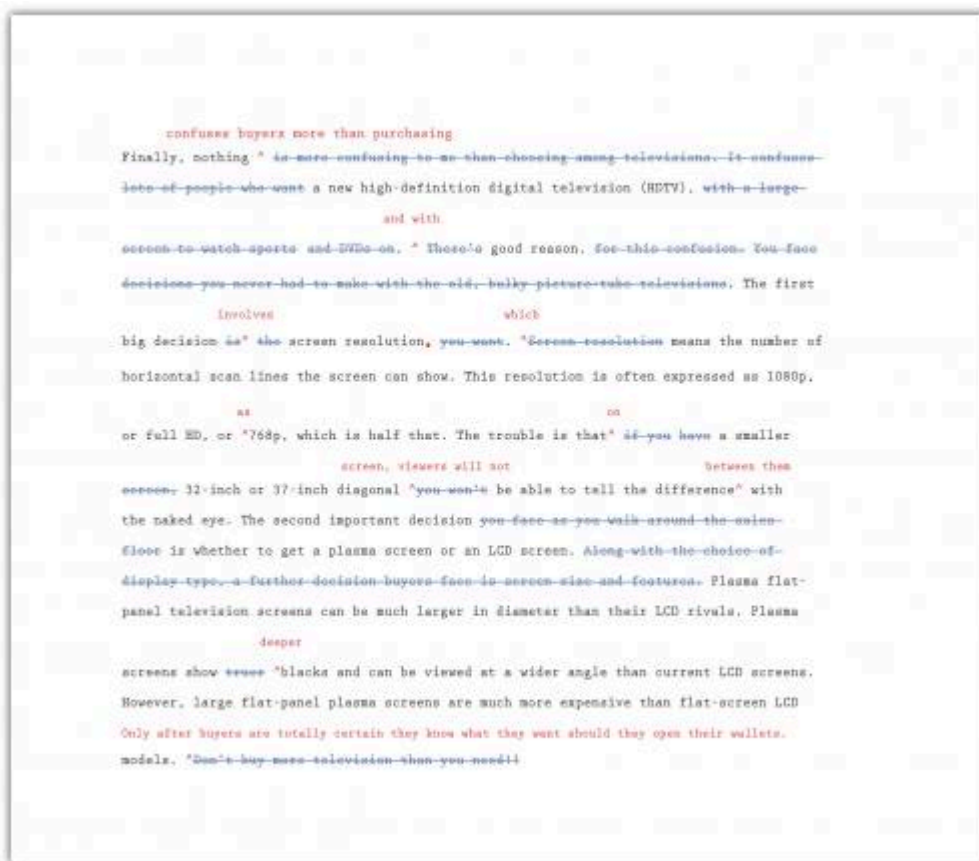 confuses buyers more than purchasing
Finally, nothing ^ is more confusing to me than choosing among televisions. It confuses
lots of people who want a new high-definition digital television (HDTV). with a large
and with
screen to watch sports and DVDs on. ^ There's good reason. for this confusion. You face
decisions you never had to make with the old, bulky picture-tube televisions. The first
involves which
big decision is^ the screen resolution, you want. ^Screen resolution means the number of
horizontal scan lines the screen can show. This resolution is often expressed as 1080p,
as on
or full HD, or ^768p, which is half that. The trouble is that^ if you have a smaller
screen, viewers will not between them
screen, 32-inch or 37-inch diagonal ^you won't be able to tell the difference^ with
the naked eye. The second important decision you face as you walk around the sales
floor is whether to get a plasma screen or an LCD screen. Along with the choice of
display type, a further decision buyers face is screen size and features. Plasma flat-
panel television screens can be much larger in diameter than their LCD rivals. Plasma
deeper
screens show truer ^blacks and can be viewed at a wider angle than current LCD screens.
However, large flat-panel plasma screens are much more expensive than flat-screen LCD
Only after buyers are totally certain they know what they want should they open their wallets.
models. ^Don't buy more television than you need!!